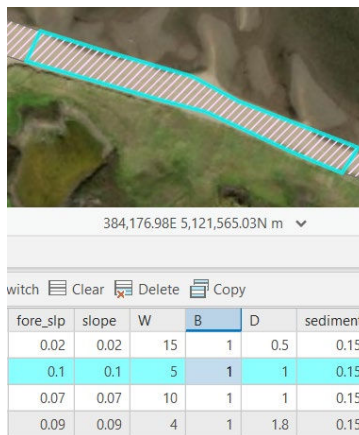 384,176.98E 5,121,565.03N m
witch Clear Delete Copy
fore_slp slope W B D sediment
0.02 0.02 15 1 0.5 0.15
0.1 0.1 5 1 1 0.15
0.07 0.07 10 1 1 0.15
0.09 0.09 4 1 1.8 0.15